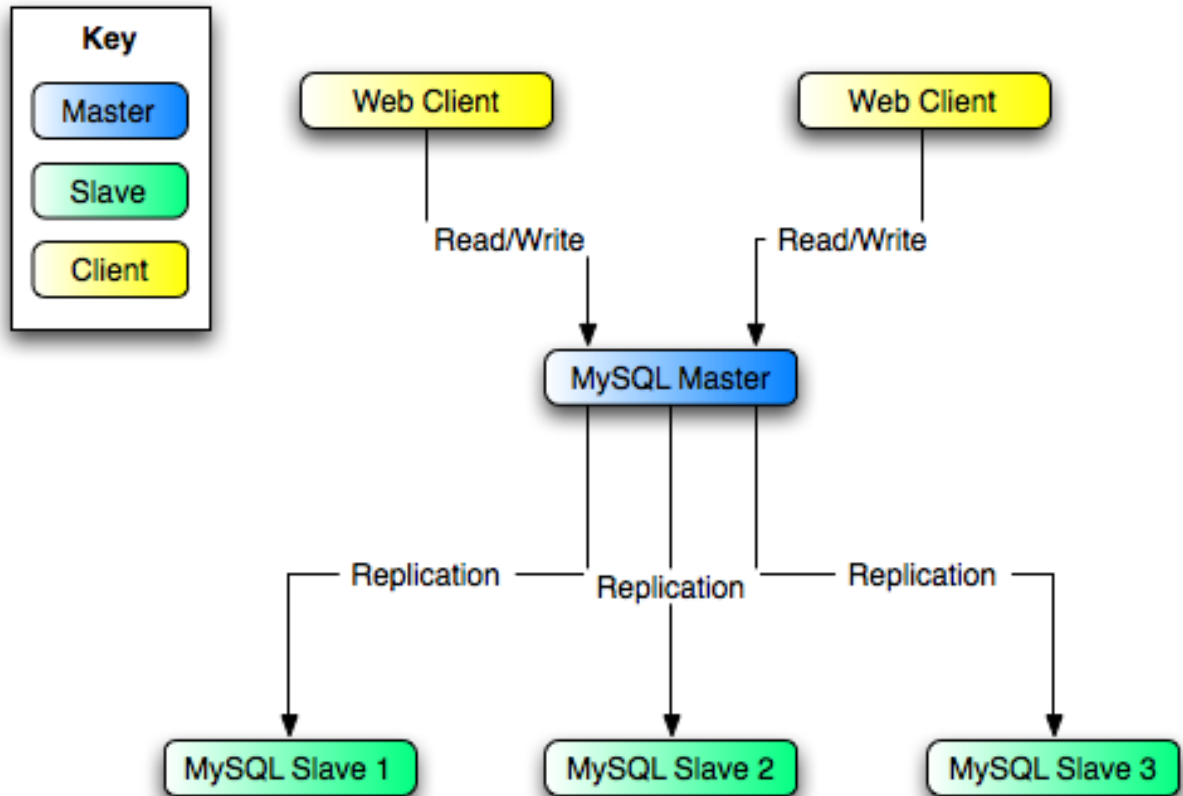 Key
Master
Slave
Client
Web Client
Web Client
Read/Write
Read/Write
MySQL Master
Replication
Replication
Replication
MySQL Slave 1
MySQL Slave 2
MySQL Slave 3